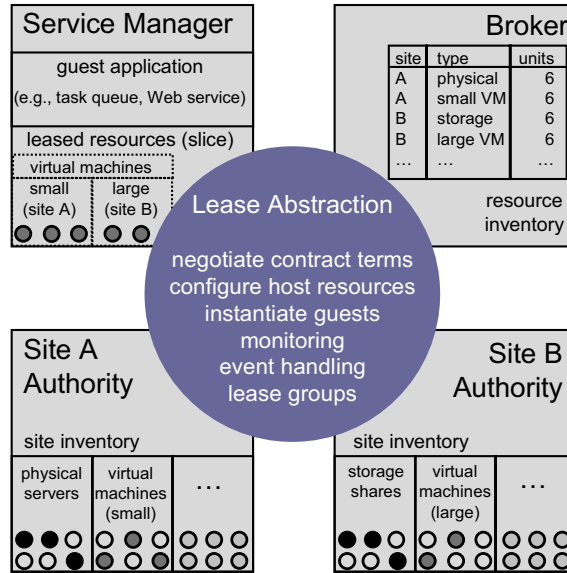 Service Manager
guest application
(e.g., task queue, Web service)
leased resources (slice)
virtual machines
small large
(site A) (site B)
Broker
site type units
A physical 6
A small VM 6
B storage 6
B large VM 6
... ... ...
resource
inventory
Lease Abstraction
negotiate contract terms
configure host resources
instantiate guests
monitoring
event handling
lease groups
Site A
Authority
site inventory
physical
servers
virtual
machines
(small)
...
Site B
Authority
site inventory
storage
shares
virtual
machines
(large)
...